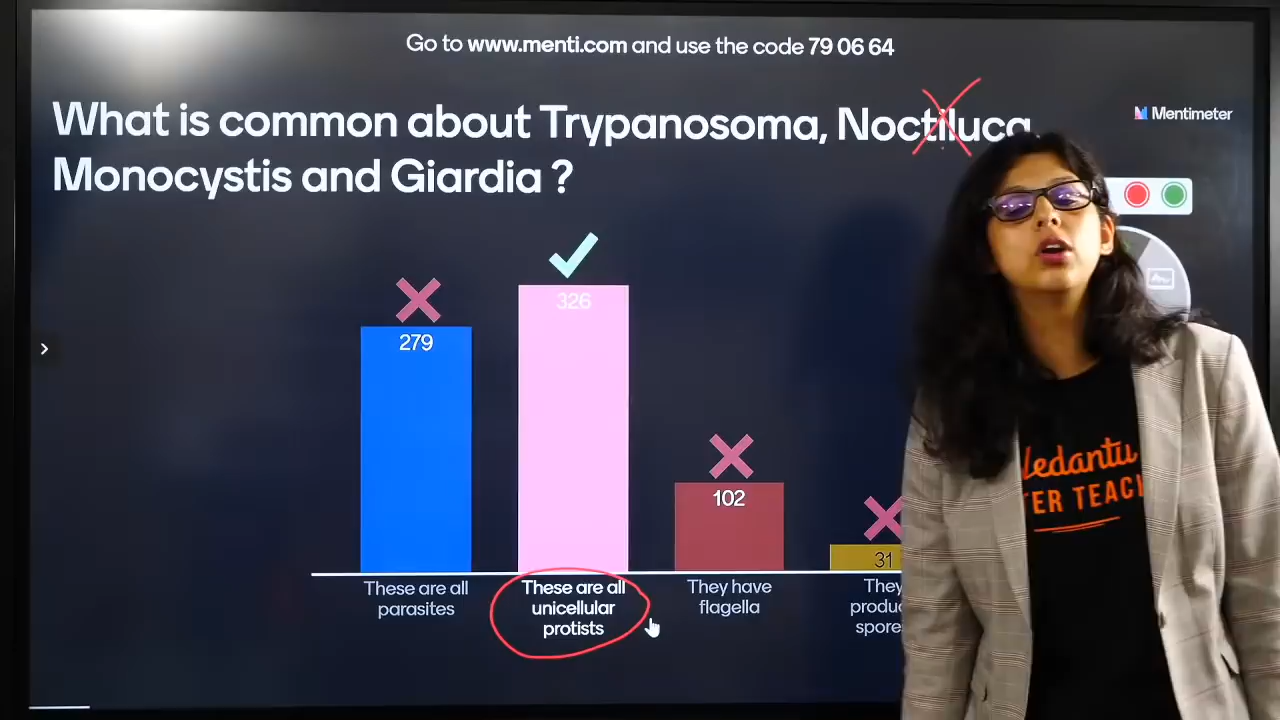 Go to www.menti.com and use the code 79 06 64
What is common about Trypanosoma, Noctiluca
Monocystis and Giardia ?
Mentimeter
279
326
102
31
These are all
parasites
These are all
unicellular
protists
They have
flagella
They
Vedantu